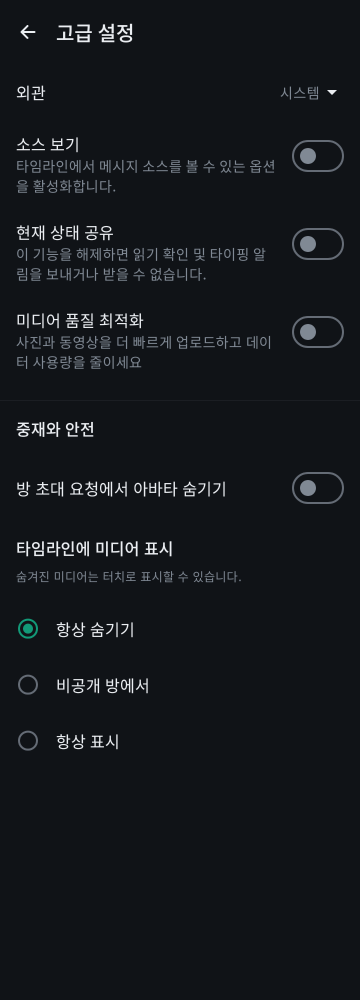 고급 설정
외관
시스템
소스 보기
타임라인에서 메시지 소스를 볼 수 있는 옵션
을 활성화합니다.
현재 상태 공유
이 기능을 해제하면 읽기 확인 및 타이핑 알
림을 보내거나 받을 수 없습니다.
미디어 품질 최적화
사진과 동영상을 더 빠르게 업로드하고 데이
터 사용량을 줄이세요
중재와 안전
방 초대 요청에서 아바타 숨기기
타임라인에 미디어 표시
숨겨진 미디어는 터치로 표시할 수 있습니다.
항상 숨기기
비공개 방에서
항상 표시